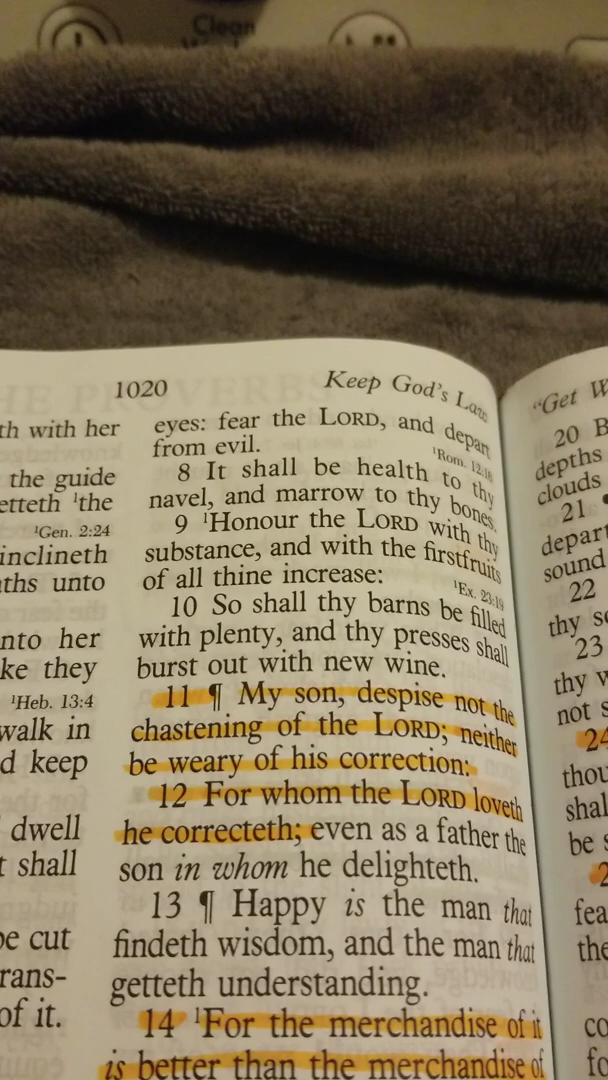 Clean
1020
Keep God's Law
"Get W
th with her
the guide
etteth ¹the
¹Gen. 2:24
inclineth
ths unto
nto her
ke they
¹Heb. 13:4
walk in
d keep
dwell
t shall
be cut
rans-
of it.
eyes: fear the LORD, and depart
from evil.
¹Rom. 12:16
8 It shall be health to thy
navel, and marrow to thy bones.
9 ¹Honour the LORD with thy
substance, and with the firstfruits
of all thine increase:
¹Ex. 23:19
10 So shall thy barns be filled
with plenty, and thy presses shall
burst out with new wine.
11 ¶ My son, despise not the
chastening of the LORD; neither
be weary of his correction:
12 For whom the LORD loveth
he correcteth; even as a father the
son in whom he delighteth.
13 ¶ Happy is the man that
findeth wisdom, and the man that
getteth understanding.
14 ¹For the merchandise of it
is better than the merchandise of
20 B
depths
clouds
21
depart
sound
22
thy so
23
thy w
not s
24
thou
shal
be s
2
fea
the
co
fo